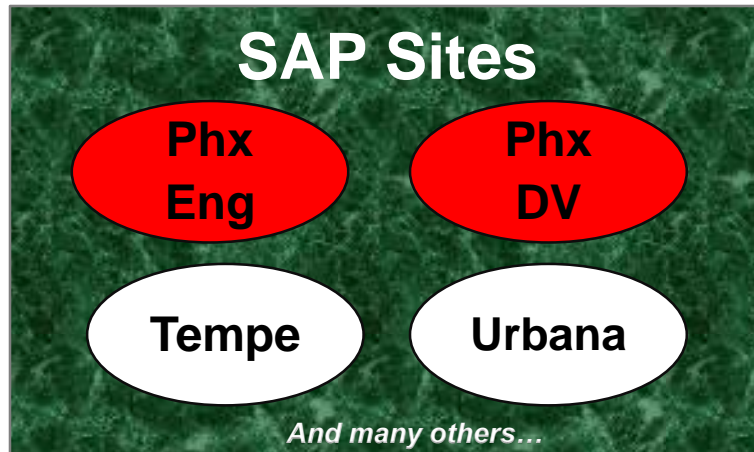 SAP Sites
Phx
Eng
Phx
DV
Tempe
Urbana
And many others…